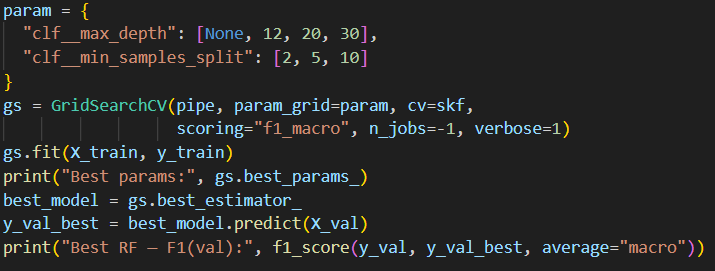 param = {
  "clf__max_depth": [None, 12, 20, 30],
  "clf__min_samples_split": [2, 5, 10]
}
gs = GridSearchCV(pipe, param_grid=param, cv=skf,
                  scoring="f1_macro", n_jobs=-1, verbose=1)
gs.fit(X_train, y_train)
print("Best params:", gs.best_params_)
best_model = gs.best_estimator_
y_val_best = best_model.predict(X_val)
print("Best RF — F1(val):", f1_score(y_val, y_val_best, average="macro"))